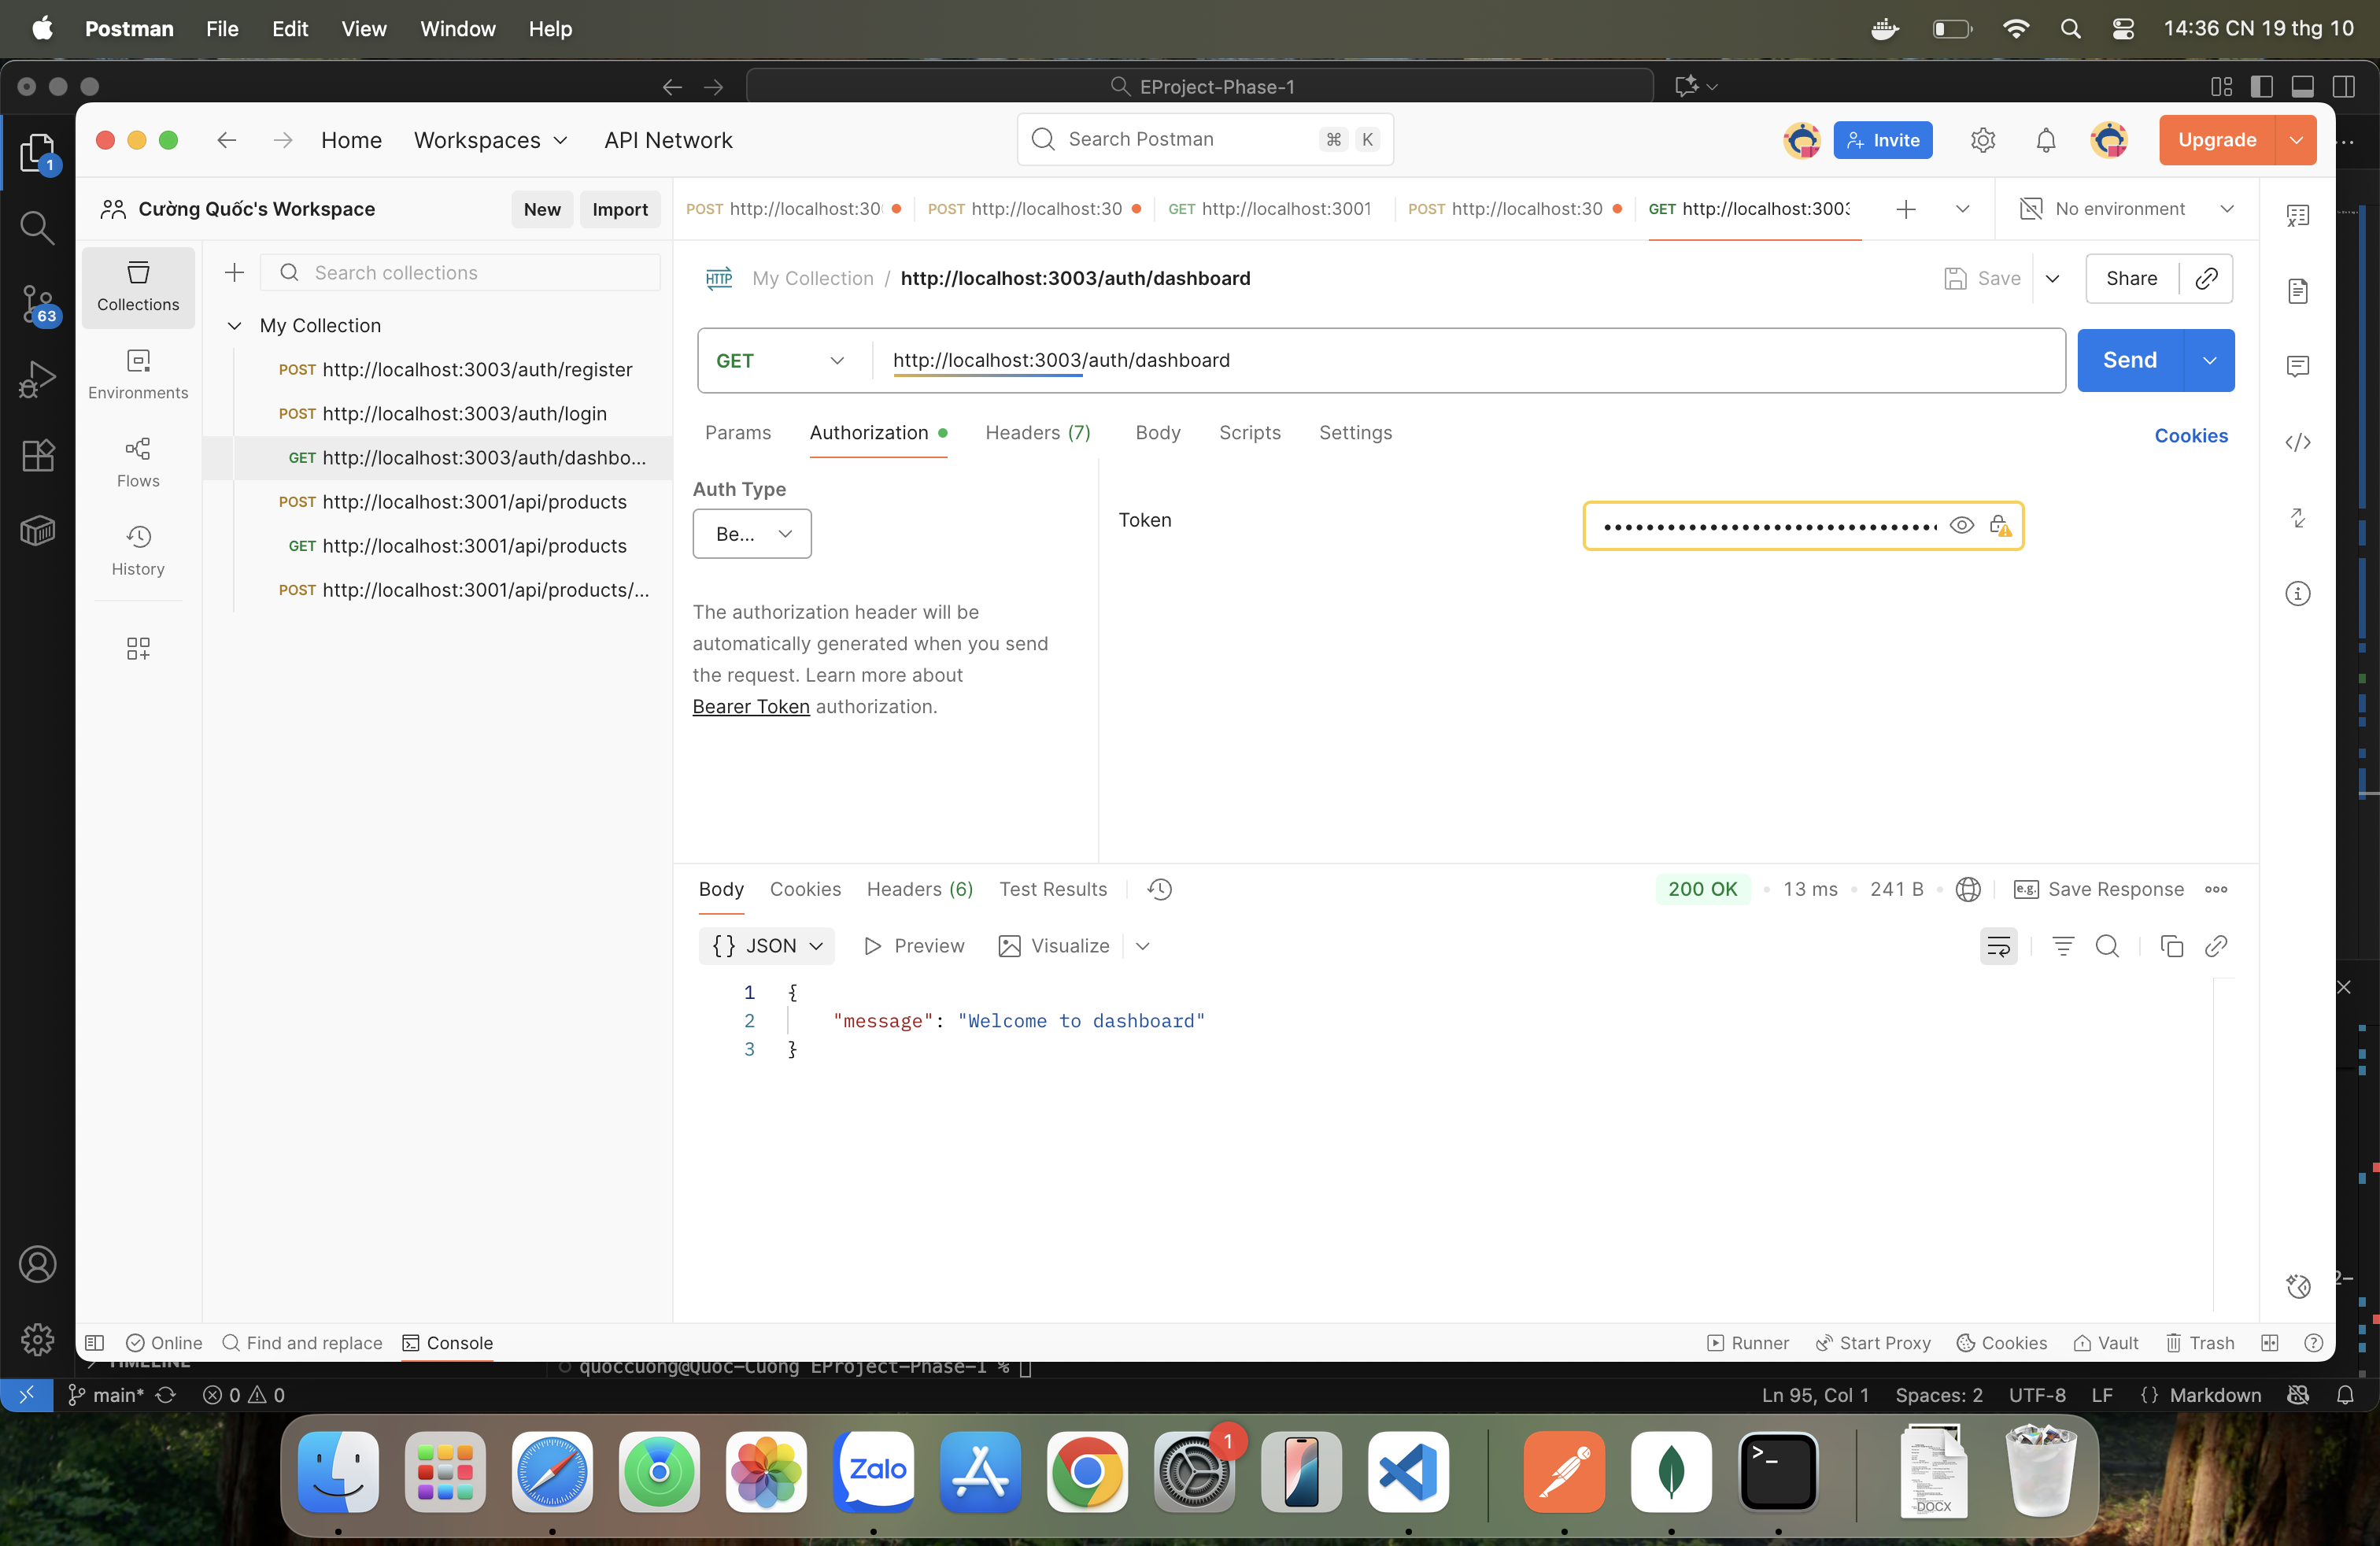 Postman File Edit View Window Help 14:36 CN 19 thg 10
EProject-Phase-1
Home Workspaces API Network Search Postman ⌘ K Invite Upgrade
1
Cường Quốc's Workspace New Import
POST http://localhost:30 POST http://localhost:30 GET http://localhost:3001 POST http://localhost:30 GET http://localhost:3003 No environment
Collections
Search collections
HTTP My Collection / http://localhost:3003/auth/dashboard Save Share
63
My Collection
POST http://localhost:3003/auth/register
GET http://localhost:3003/auth/dashboard Send
Environments
POST http://localhost:3003/auth/login
Params Authorization Headers (7) Body Scripts Settings Cookies
GET http://localhost:3003/auth/dashbo...
Flows
Auth Type
POST http://localhost:3001/api/products
Be...
Token
GET http://localhost:3001/api/products
History
POST http://localhost:3001/api/products/...
The authorization header will be
automatically generated when you send
the request. Learn more about
Bearer Token authorization.
Body Cookies Headers (6) Test Results 200 OK 13 ms 241 B e.g. Save Response
{} JSON Preview Visualize
1 {
2 "message": "Welcome to dashboard"
3 }
Online Find and replace Console Runner Start Proxy Cookies Vault Trash
TIMELINE
quoccuong@Quoc-Cuong EProject-Phase-1 %
main* 0 0 Ln 95, Col 1 Spaces: 2 UTF-8 LF {} Markdown
Zalo
1
>_
DOCX